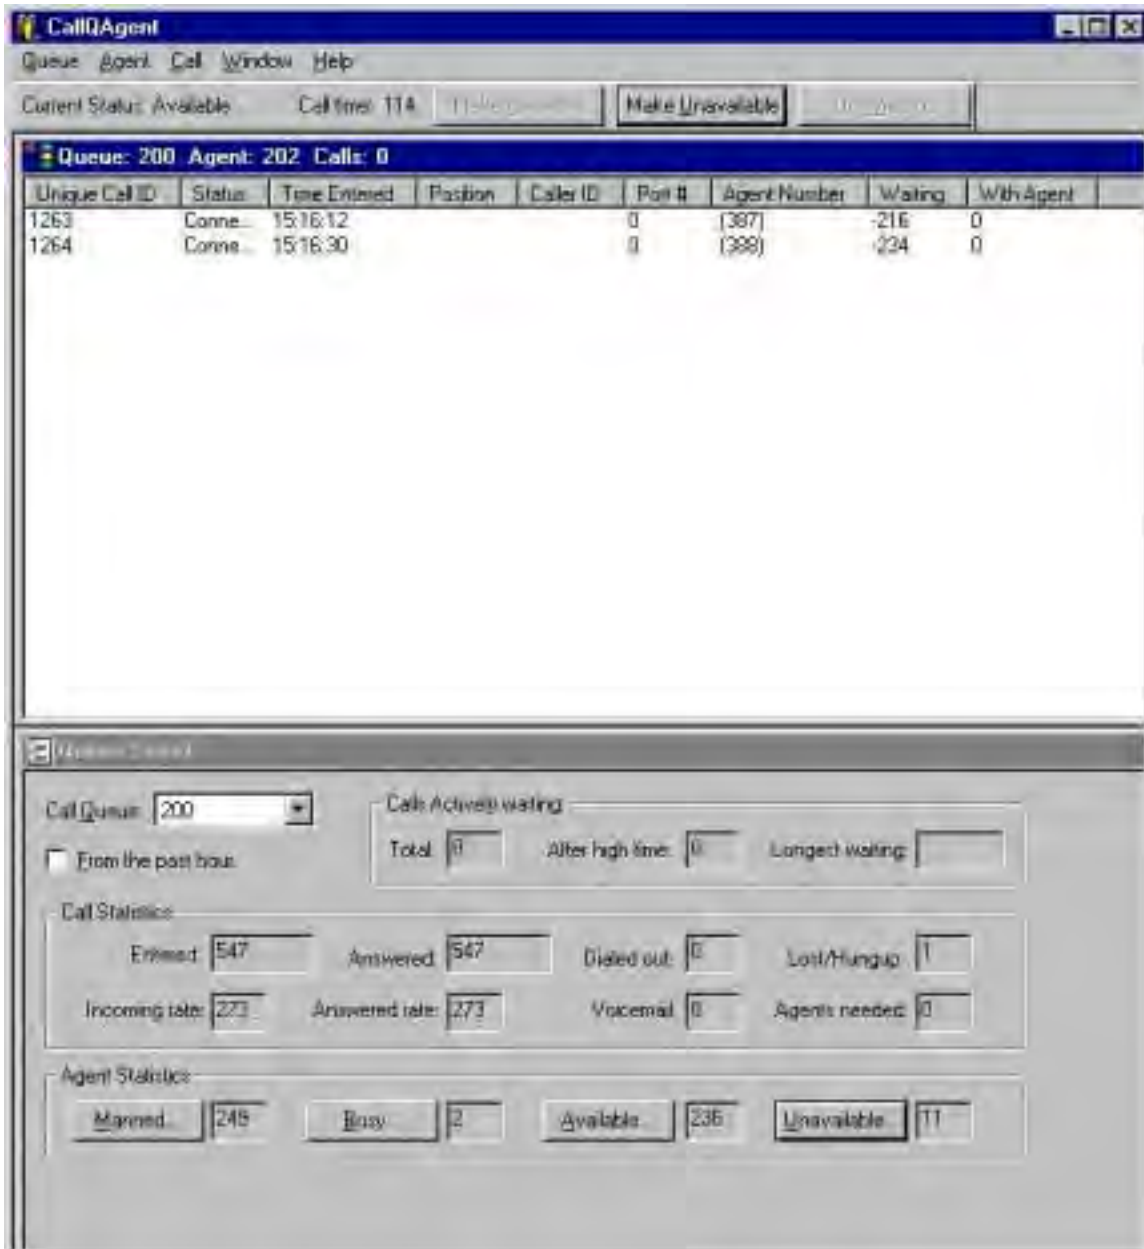 CallQAgent
Queue Agent Call Window Help
Current Status: Available Call time: 114 Make Unavailable
Queue: 200 Agent: 202 Calls: 0
Unique Call ID Status Time Entered Position Caller ID Port # Agent Number Waiting With Agent
1263 Conne... 15:16:12 0 (387) -216 0
1264 Conne... 15:16:30 0 (388) -234 0
Call Queue: 200
From the past hour.
Calls Actively waiting
Total: 0 After high time: 0 Longest waiting:
Call Statistics
Entered: 547 Answered: 547 Dialed out: 0 Lost/Hungup: 1
Incoming rate: 273 Answered rate: 273 Voicemail: 0 Agents needed: 0
Agent Statistics
Manned... 249 Busy... 2 Available... 236 Unavailable... 11